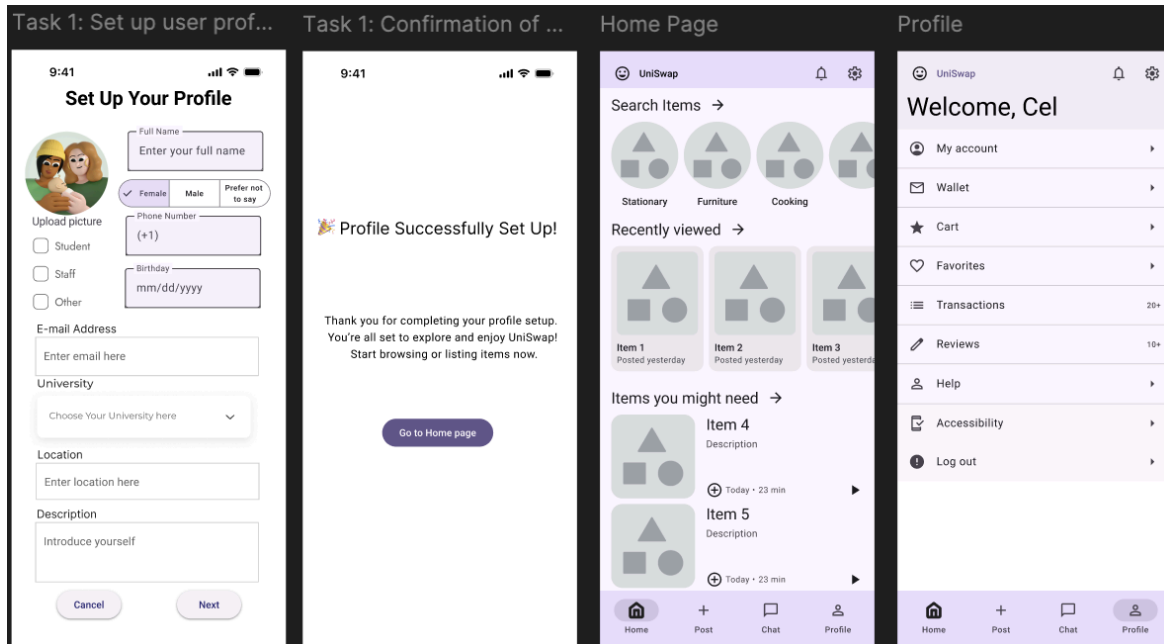 Task 1: Set up user prof...
9:41
Set Up Your Profile
Full Name
Enter your full name
Female
Male
Prefer not
to say
Upload picture
Phone Number
(+1)
Student
Staff
Other
Birthday
mm/dd/yyyy
E-mail Address
Enter email here
University
Choose Your University here
Location
Enter location here
Description
Introduce yourself
Cancel
Next
Task 1: Confirmation of ...
9:41
🎉 Profile Successfully Set Up!
Thank you for completing your profile setup.
You're all set to explore and enjoy UniSwap!
Start browsing or listing items now.
Go to Home page
Home Page
UniSwap
Search Items →
Stationary
Furniture
Cooking
Recently viewed →
Item 1
Posted yesterday
Item 2
Posted yesterday
Item 3
Posted yesterda
Items you might need →
Item 4
Description
Today • 23 min
Item 5
Description
Today • 23 min
Home
Post
Chat
Profile
Profile
UniSwap
Welcome, Cel
My account
Wallet
Cart
Favorites
Transactions 20+
Reviews 10+
Help
Accessibility
Log out
Home
Post
Chat
Profile